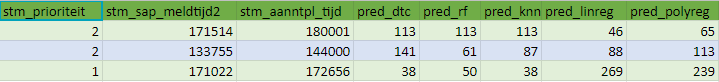 stm_prioriteit stm_sap_meldtijd2 stm_aanntpl_tijd pred_dtc pred_rf pred_knn pred_linreg pred_polyreg
2 171514 180001 113 113 113 46 65
2 133755 144000 141 61 87 88 113
1 171022 172656 38 50 38 269 239